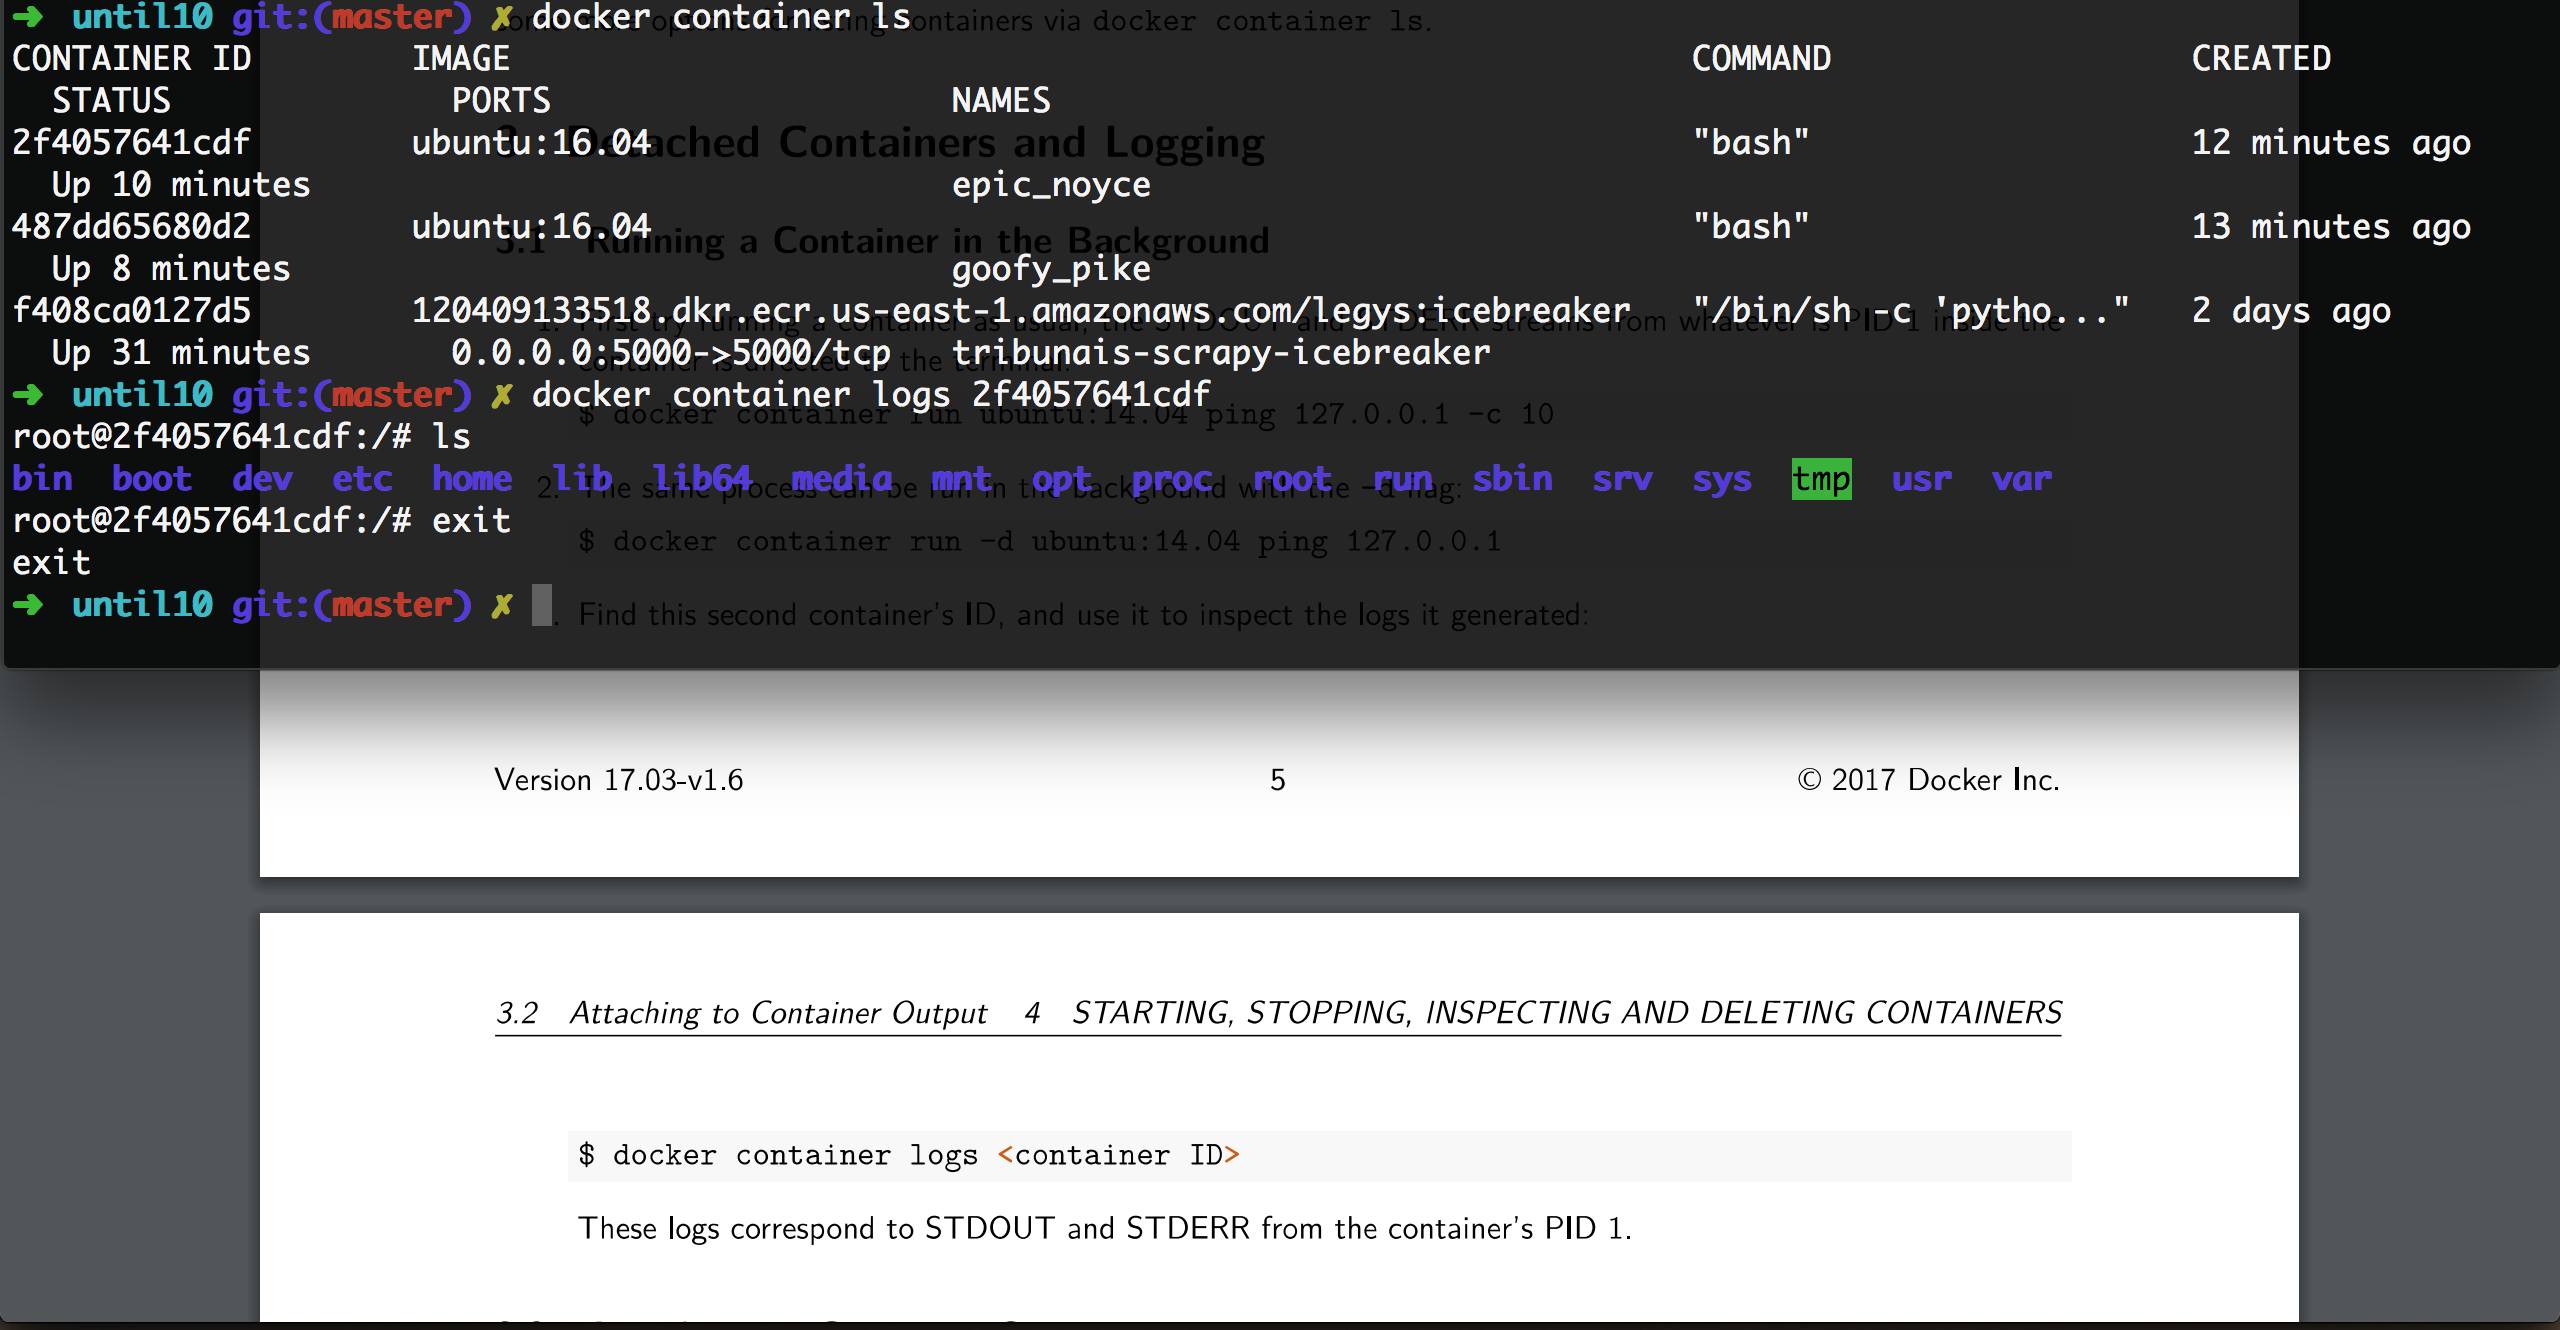 ➜ until10 git:(master) ✗ docker container ls
some more options for listing containers via docker container ls.
CONTAINER ID IMAGE COMMAND CREATED
STATUS PORTS NAMES
2f4057641cdf ubuntu:16.04 "bash" 12 minutes ago
3 Detached Containers and Logging
Up 10 minutes epic_noyce
487dd65680d2 ubuntu:16.04 "bash" 13 minutes ago
3.1 Running a Container in the Background
Up 8 minutes goofy_pike
f408ca0127d5 120409133518.dkr.ecr.us-east-1.amazonaws.com/legys:icebreaker "/bin/sh -c 'pytho..." 2 days ago
1. First try running a container as usual; the STDOUT and STDERR streams from whatever is PID 1 inside the
Up 31 minutes 0.0.0.0:5000->5000/tcp tribunais-scrapy-icebreaker
container is directed to the terminal:
➜ until10 git:(master) ✗ docker container logs 2f4057641cdf
$ docker container run ubuntu:14.04 ping 127.0.0.1 -c 10
root@2f4057641cdf:/# ls
bin boot dev etc home lib lib64 media mnt opt proc root run sbin srv sys tmp usr var
2. The same process can be run in the background with the -d flag:
root@2f4057641cdf:/# exit
$ docker container run -d ubuntu:14.04 ping 127.0.0.1
exit
➜ until10 git:(master) ✗
. Find this second container's ID, and use it to inspect the logs it generated:
Version 17.03-v1.6 5 © 2017 Docker Inc.
3.2 Attaching to Container Output 4 STARTING, STOPPING, INSPECTING AND DELETING CONTAINERS
$ docker container logs <container ID>
These logs correspond to STDOUT and STDERR from the container's PID 1.